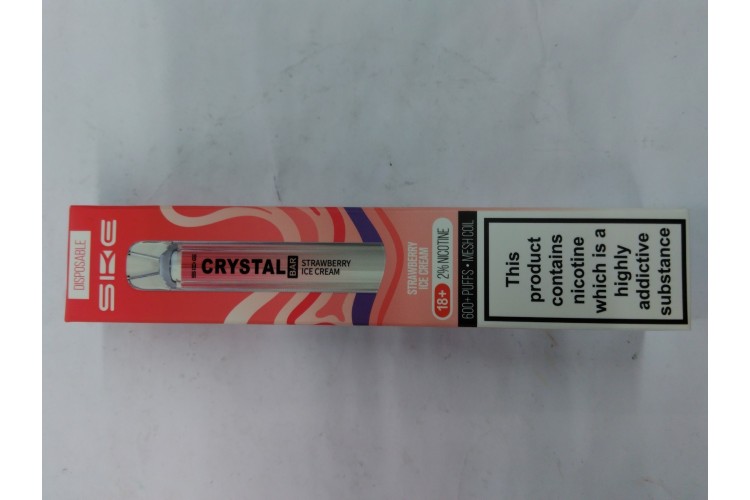 DISPOSABLE
SKE
CRYSTAL
BAR
STRAWBERRY
ICE CREAM
STRAWBERRY
ICE CREAM
18+ 2% NICOTINE
600+ PUFFS • MESH COIL
This
product
contains
nicotine
which is a
highly
addictive
substance